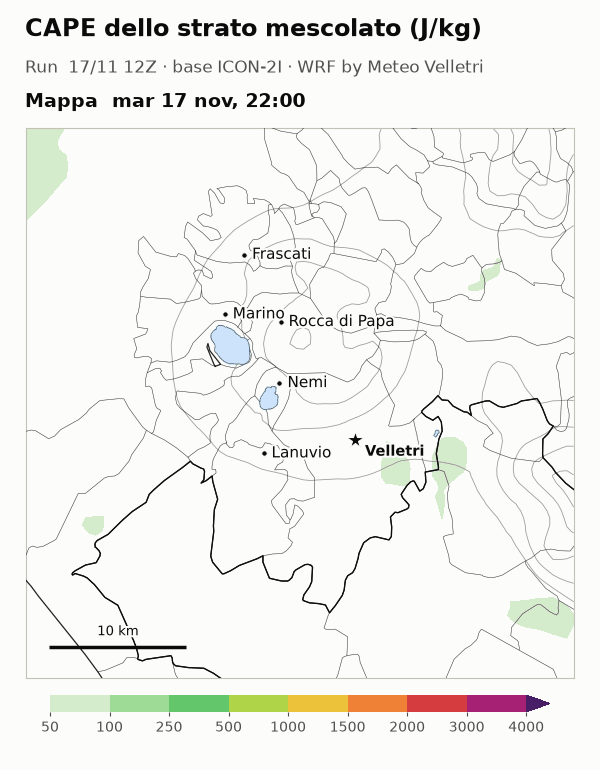 CAPE dello strato mescolato (J/kg)
Run  17/11 12Z · base ICON-2I · WRF by Meteo Velletri
Mappa  mar 17 nov, 22:00
Frascati
Marino
Rocca di Papa
Nemi
Velletri
Lanuvio
10 km
50 100 250 500 1000 1500 2000 3000 4000